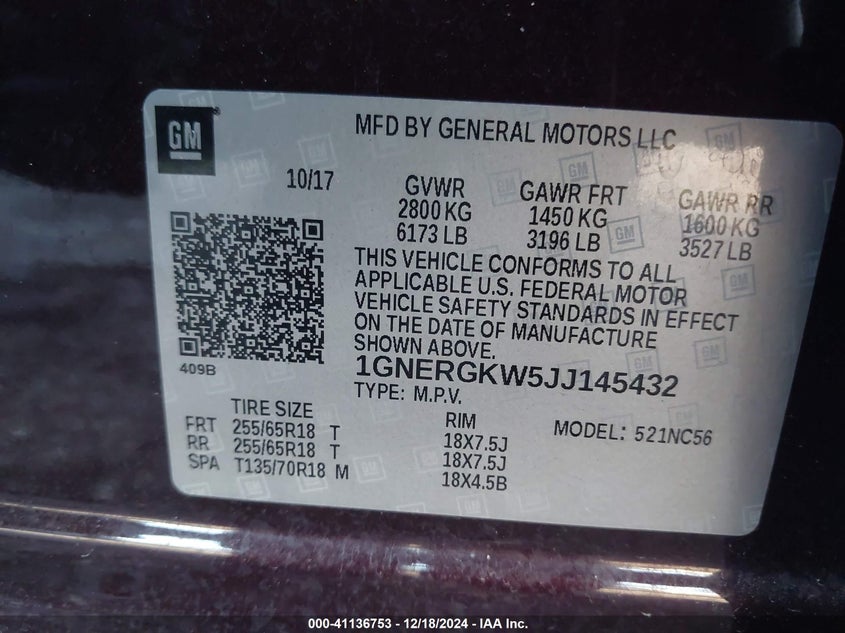 GM
MFD BY GENERAL MOTORS LLC
10/17
GVWR
2800 KG
6173 LB
GAWR FRT
1450 KG
3196 LB
GAWR RR
1600 KG
3527 LB
THIS VEHICLE CONFORMS TO ALL
APPLICABLE U.S. FEDERAL MOTOR
VEHICLE SAFETY STANDARDS IN EFFECT
ON THE DATE OF MANUFACTURE
SHOWN ABOVE.
409B
1GNERGKW5JJ145432
TYPE: M.P.V.
TIRE SIZE
RIM
MODEL: 521NC56
FRT 255/65R18 T 18X7.5J
RR 255/65R18 T 18X7.5J
SPA T135/70R18 M 18X4.5B
000-41136753 - 12/18/2024 - IAA Inc.